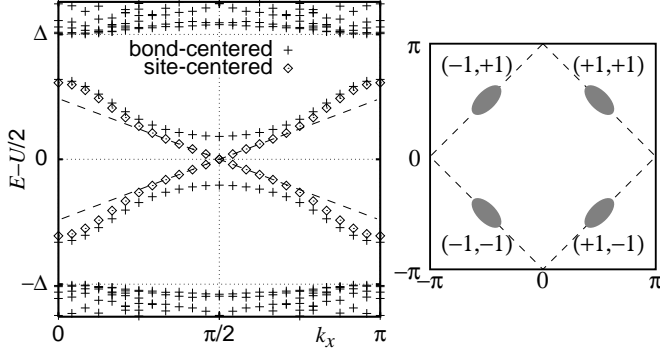 Δ
bond-centered
site-centered
E−U/2
0
−Δ
0
π/2
k_x
π
π
(-1,+1)
(+1,+1)
0
(-1,−1)
(+1,−1)
−π
−π
0
π